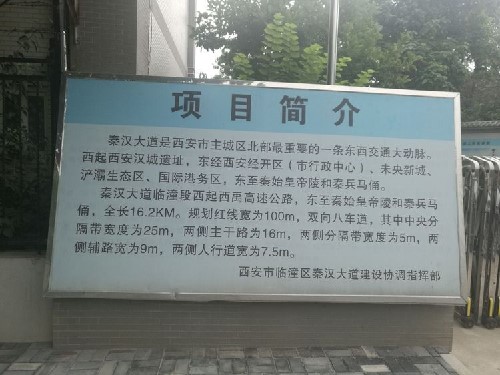 项目简介
秦汉大道是西安市主城区北部最重要的一条东西交通大动脉。
西起西安汉城遗址，东经西安经开区（市行政中心）、未央新城、
浐灞生态区、国际港务区，东至秦始皇帝陵和秦兵马俑。
秦汉大道临潼段西起西禹高速公路，东至秦始皇帝陵和秦兵马
俑，全长16.2KM。规划红线宽为100m，双向八车道，其中中央分
隔带宽度为25m，两侧主干路为16m，两侧分隔带宽度为5m，两
侧辅路宽为9m，两侧人行道宽为7.5m。
西安市临潼区秦汉大道建设协调指挥部